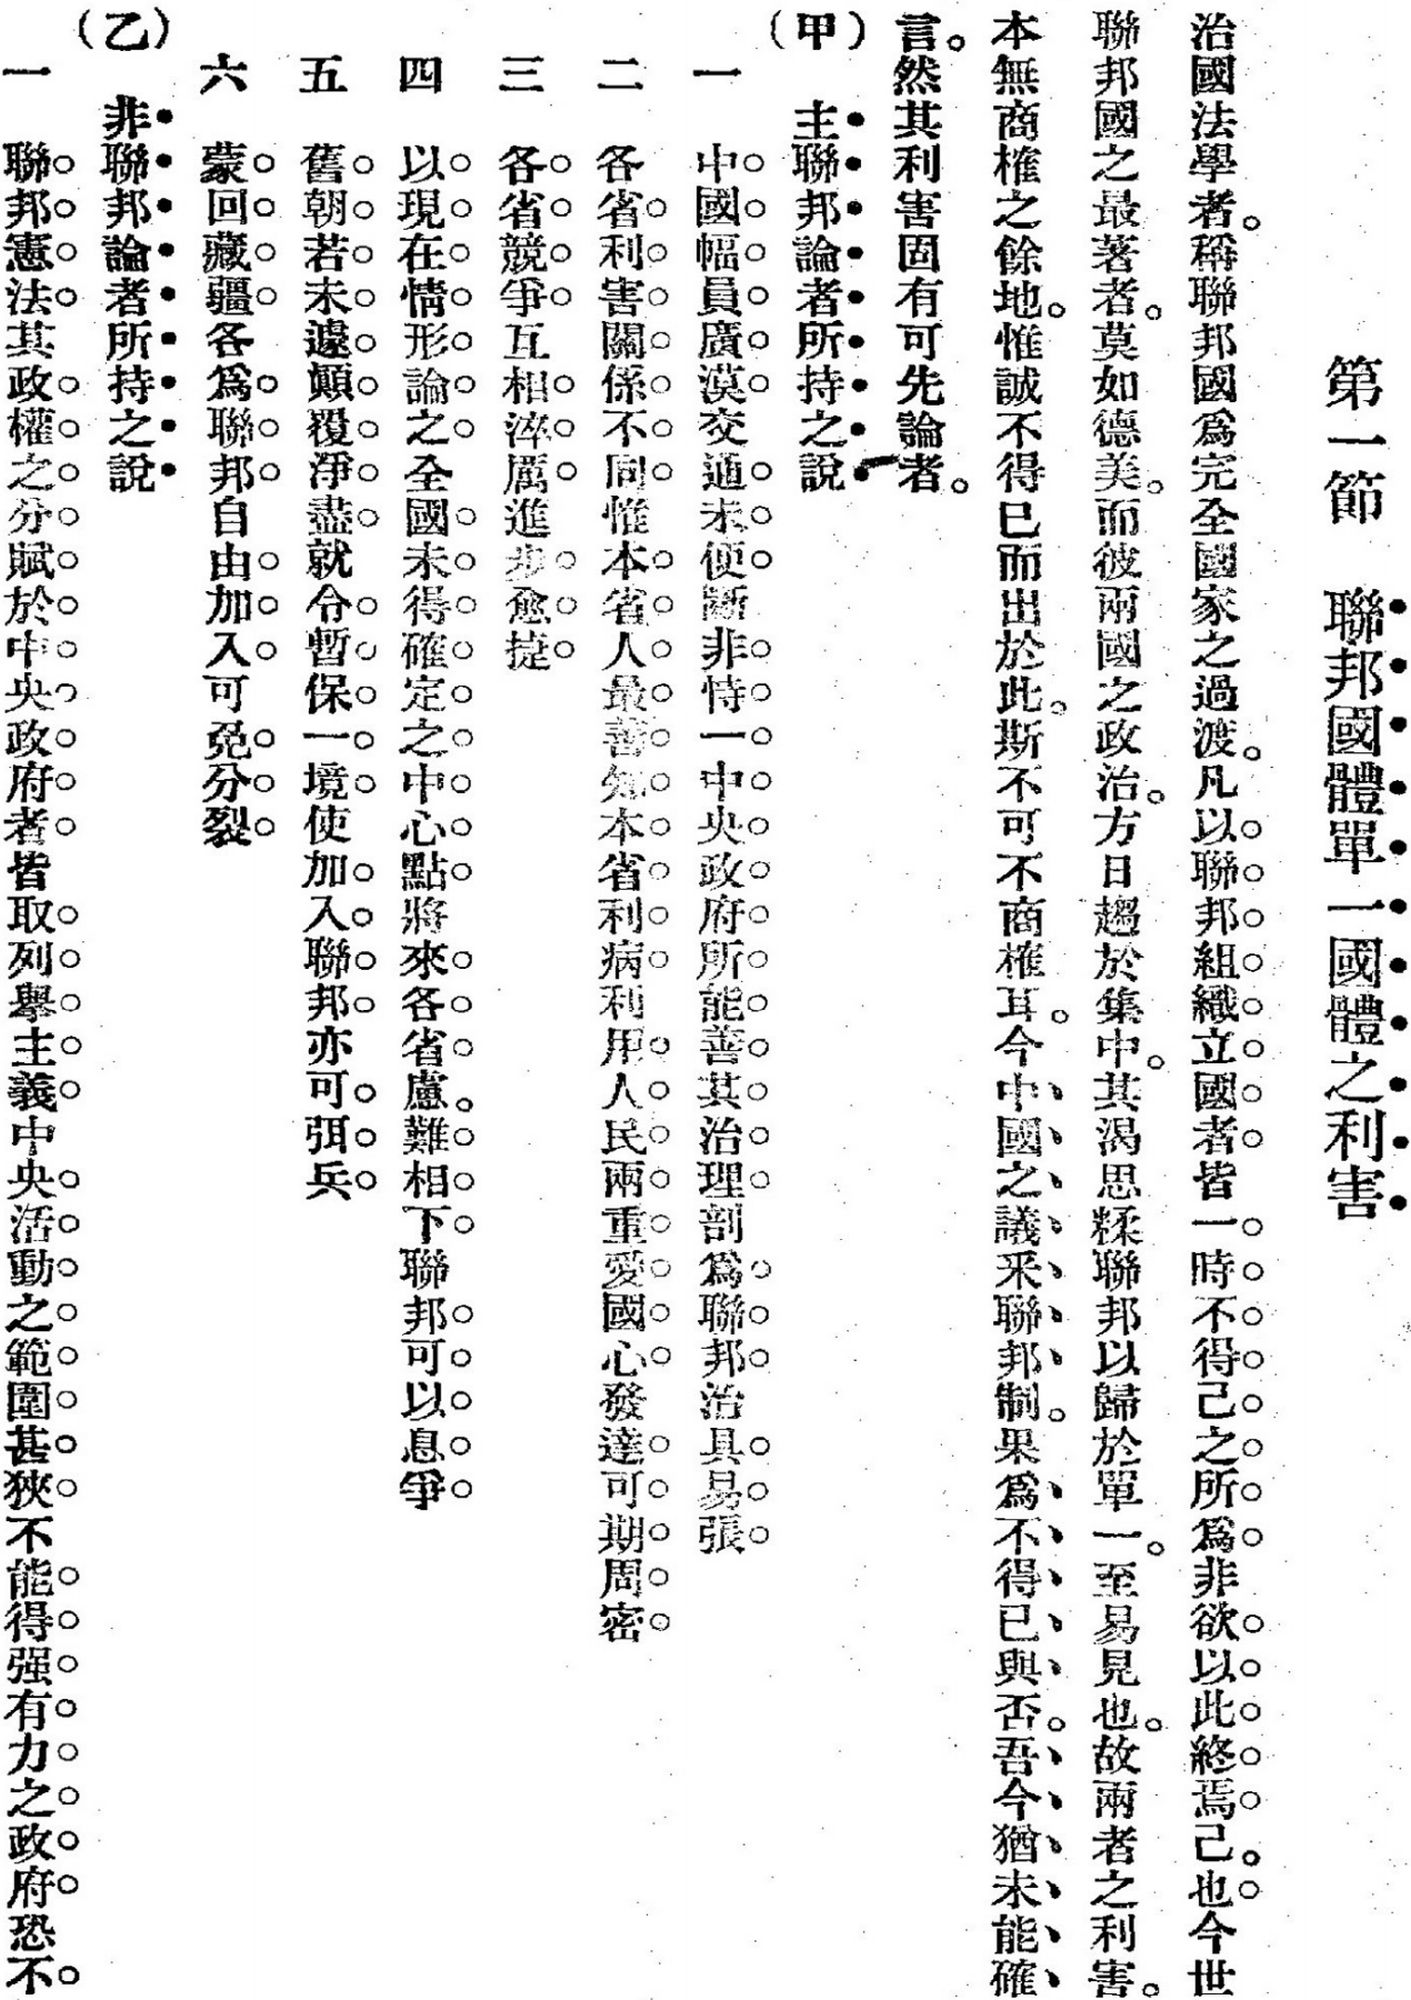 第一節　聯邦國體單一國體之利害
治國法學者。稱聯邦國爲完全國家之過渡。凡以聯邦組織立國者皆一時不得己之所爲非欲以此終焉己。也今世
聯邦國之最著者。莫如德美。而彼兩國之政治。方日趨於集中。其渴思糅聯邦以歸於單一。至易見也。故兩者之利害。
本無商榷之餘地。惟誠不得已而出於此。斯不可不商榷耳。今中國之議采聯邦制。果爲不得已與否。吾今猶未能確
言。然其利害固有可先論者。
（甲）　主聯邦論者所持之說
一　中國幅員廣漠交通未便斷非恃一中央政府所能善其治理剖爲聯邦治具易張
二　各省利害關係不同惟本省人最善知本省利病利用人民兩重愛國心發達可期周密
三　各省競爭互相淬厲進步愈捷
四　以現在情形論之全國未得確定之中心點將來各省慮。難相下聯邦可以息爭
五　舊朝若未遽顚覆淨盡就令暫保一境使加入聯邦亦可弭兵
六　蒙回藏疆各爲聯邦自由加入可免分裂
（乙）　非聯邦論者所持之說
一　聯邦憲法其政權之分賦於中央政府者皆取列舉主義中央活動之範圍甚狹不能得强有力之政府恐不